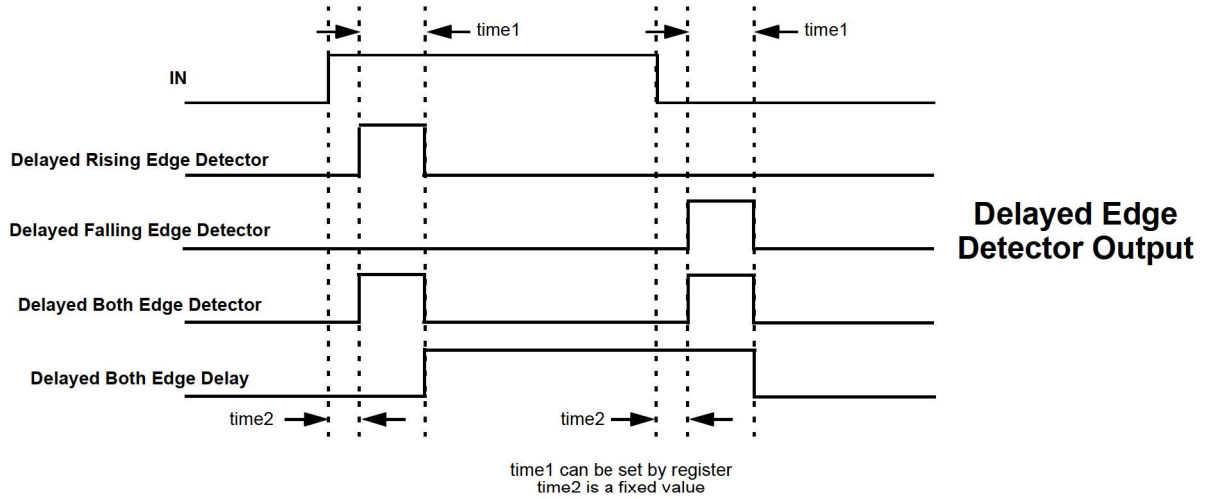 time1
time1
IN
Delayed Rising Edge Detector
Delayed Falling Edge Detector
Delayed Edge
Detector Output
Delayed Both Edge Detector
Delayed Both Edge Delay
time2
time2
time1 can be set by register
time2 is a fixed value